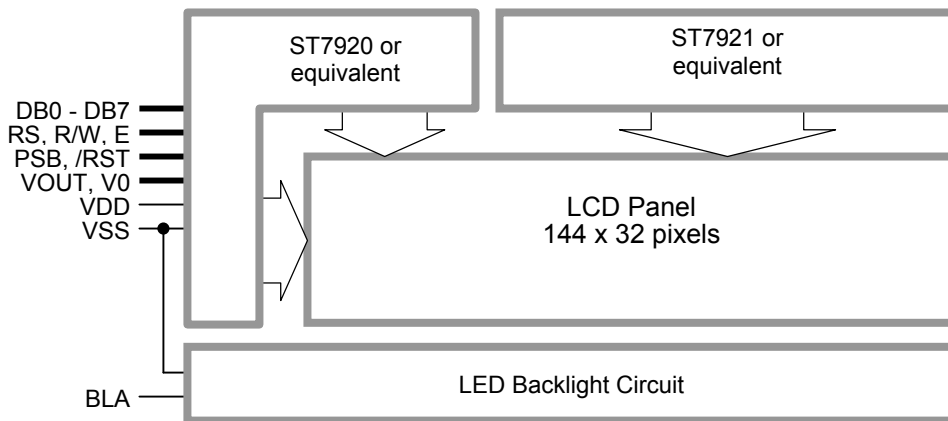 ST7920 or
equivalent
ST7921 or
equivalent
DB0 - DB7
RS, R/W, E
PSB, /RST
VOUT, V0
VDD
VSS
LCD Panel
144 x 32 pixels
LED Backlight Circuit
BLA